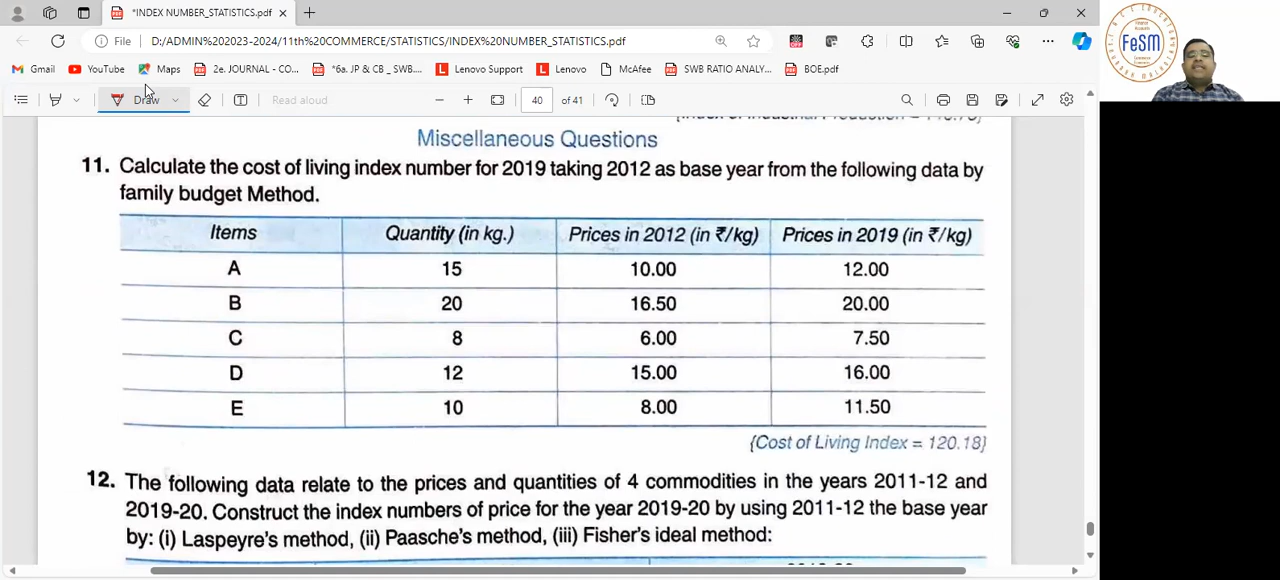 *INDEX NUMBER_STATISTICS.pdf
File D:/ADMIN%202023-2024/11th%20COMMERCE/STATISTICS/INDEX%20NUMBER_STATISTICS.pdf
Gmail YouTube Maps 2e. JOURNAL - CO... *6a. JP & CB _ SWB.... Lenovo Support Lenovo McAfee SWB RATIO ANALY... BOE.pdf
Draw Read aloud 40 of 41
Miscellaneous Questions
11. Calculate the cost of living index number for 2019 taking 2012 as base year from the following data by
family budget Method.
Items Quantity (in kg.) Prices in 2012 (in ₹/kg) Prices in 2019 (in ₹/kg)
A 15 10.00 12.00
B 20 16.50 20.00
C 8 6.00 7.50
D 12 15.00 16.00
E 10 8.00 11.50
{Cost of Living Index = 120.18}
12. The following data relate to the prices and quantities of 4 commodities in the years 2011-12 and
2019-20. Construct the index numbers of price for the year 2019-20 by using 2011-12 the base year
by: (i) Laspeyre's method, (ii) Paasche's method, (iii) Fisher's ideal method:
FeSM